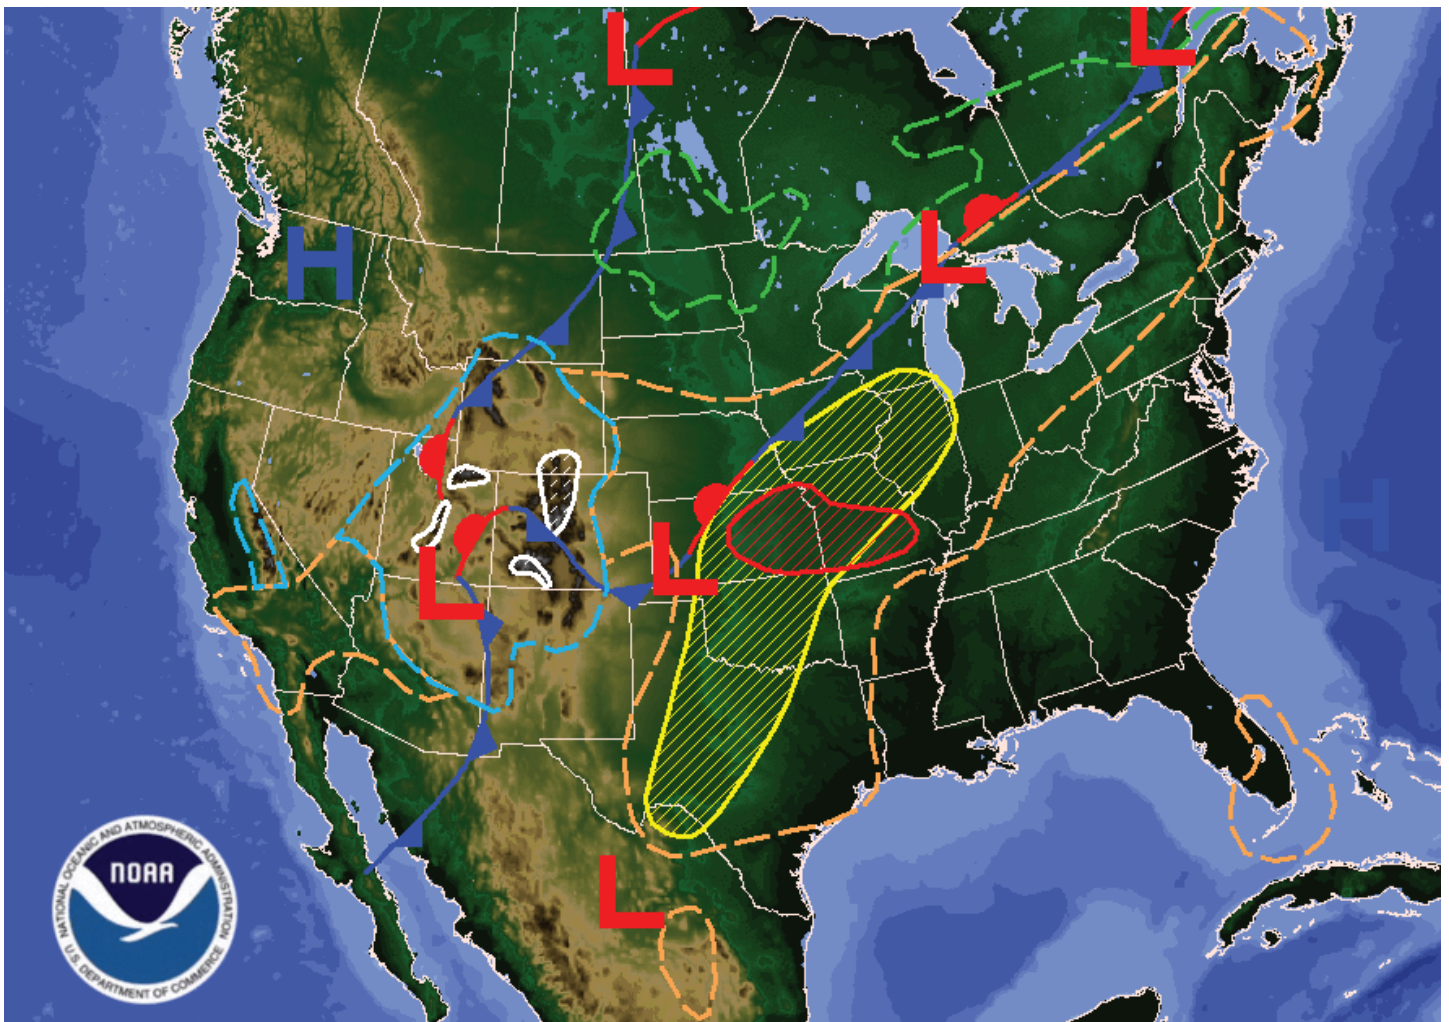 L
L
H
L
L
L
H
L
NOAA
NATIONAL OCEANIC AND ATMOSPHERIC ADMINISTRATION
U.S. DEPARTMENT OF COMMERCE